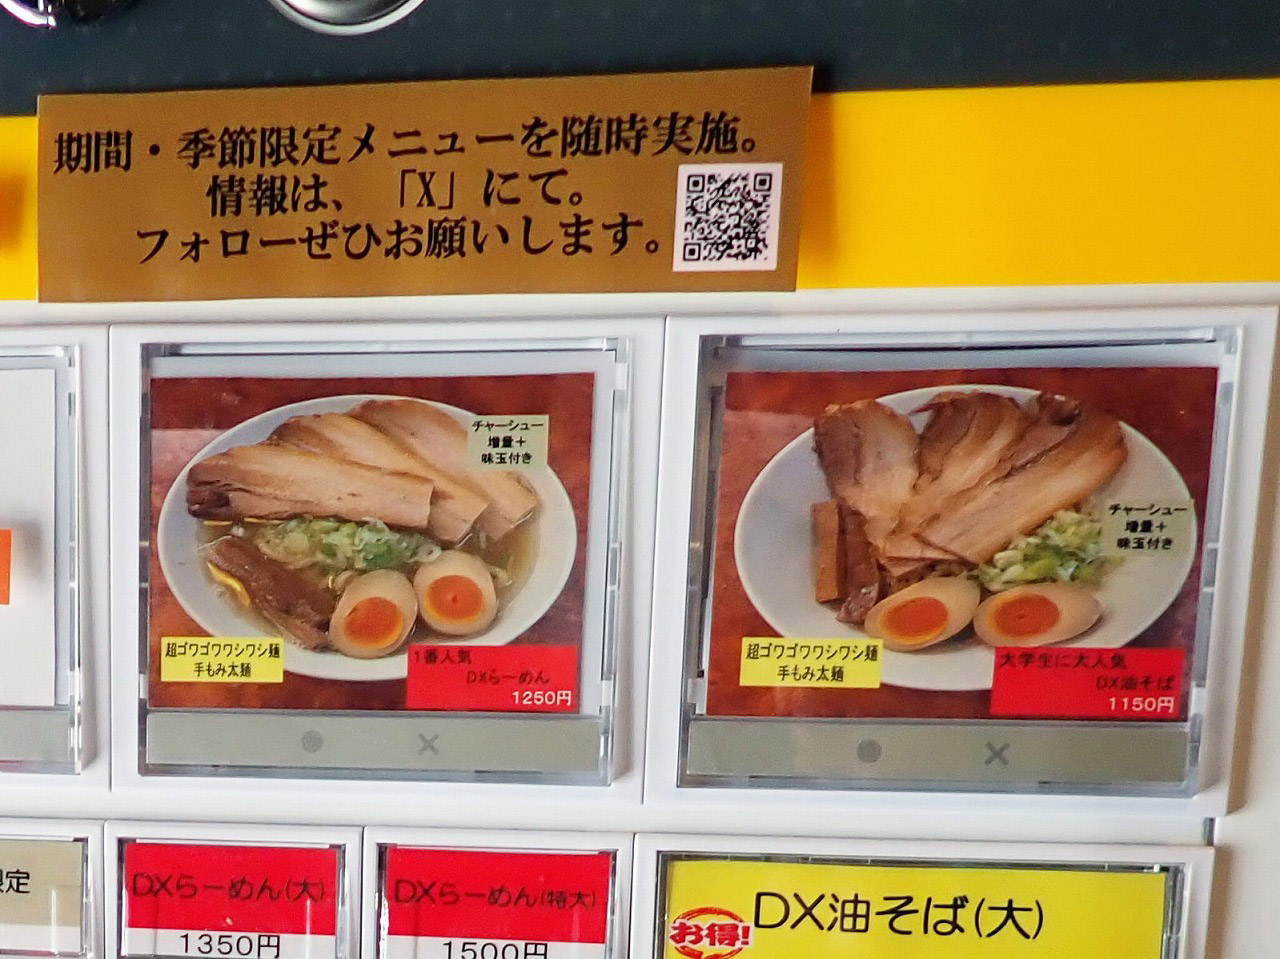 期間・季節限定メニューを随時実施。
情報は、「X」にて。
フォローぜひお願いします。
チャーシュー
増量+
味玉付き
超ゴワゴワワシワシ麺
手もみ太麺
1番人気
DXらーめん
1250円
チャーシュー
増量+
味玉付き
超ゴワゴワワシワシ麺
手もみ太麺
大学生に大人気
DX油そば
1150円
限定
DXらーめん(大)
1350円
DXらーめん(特大)
1500円
お得!
DX油そば(大)